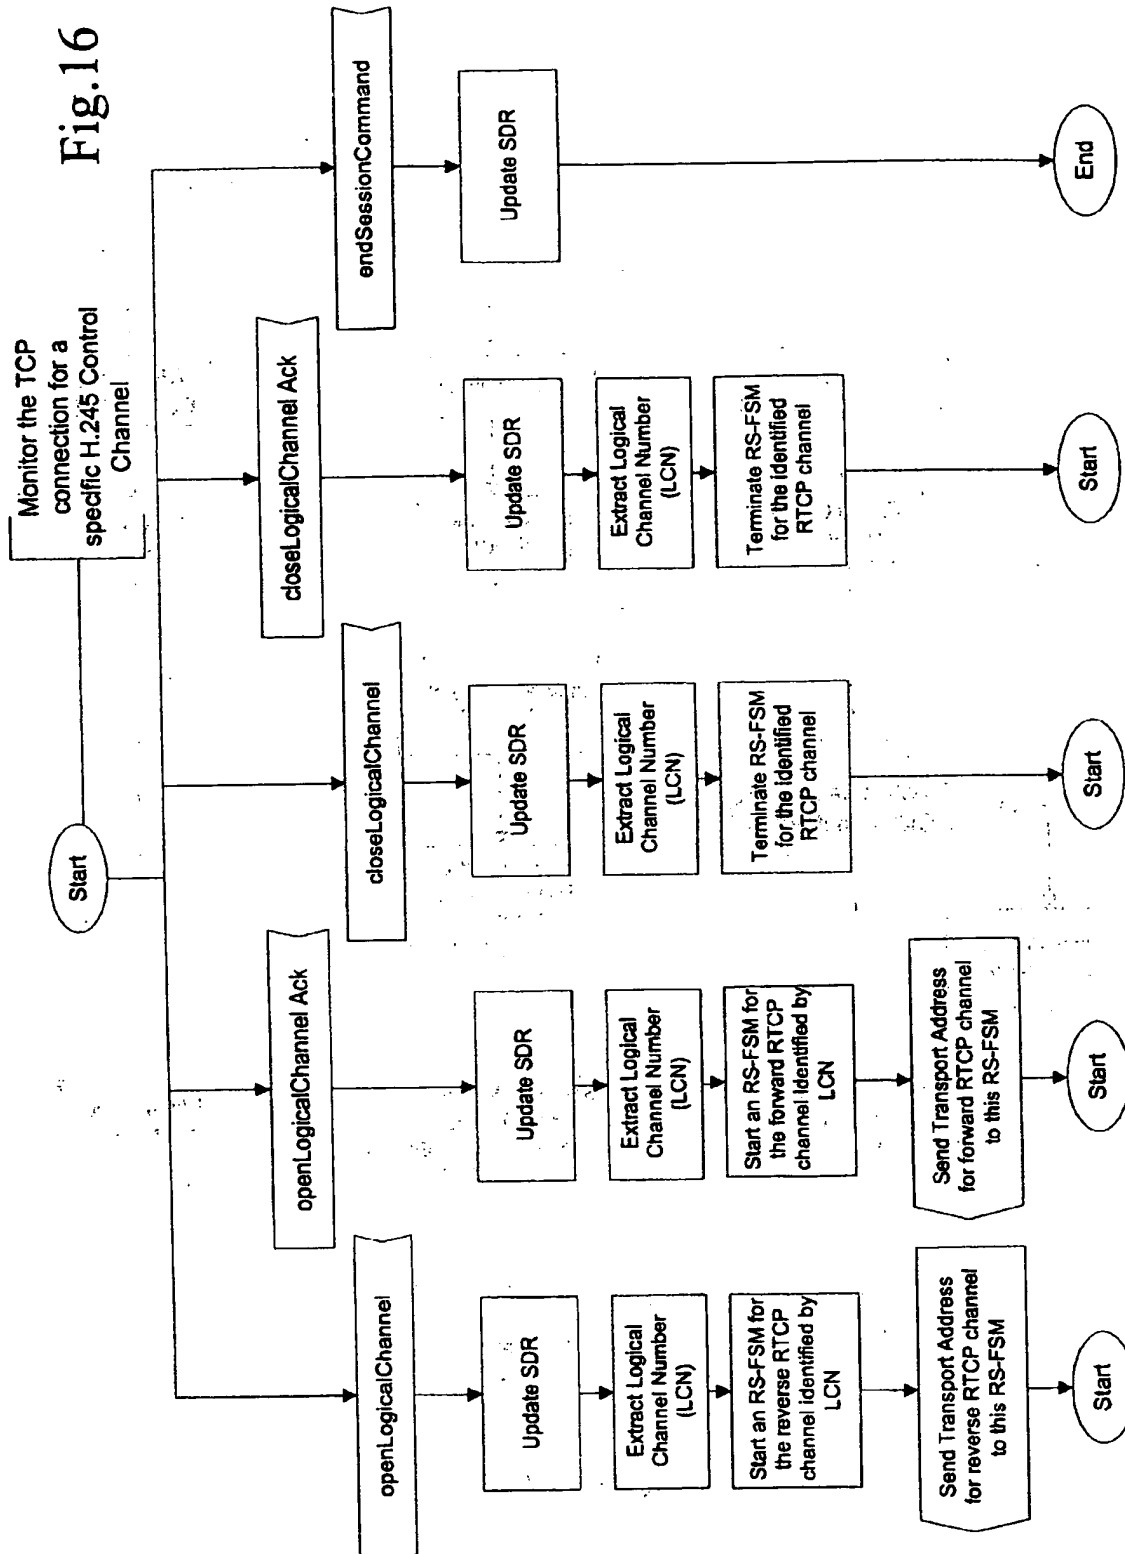 Fig.16
Monitor the TCP
connection for a
specific H.245 Control
Channel
Start
openLogicalChannel
Update SDR
Extract Logical
Channel Number
(LCN)
Start an RS-FSM for
the reverse RTCP
channel identified by
LCN
Send Transport Address
for reverse RTCP channel
to this RS-FSM
Start
openLogicalChannel Ack
Update SDR
Extract Logical
Channel Number
(LCN)
Start an RS-FSM for
the forward RTCP
channel identified by
LCN
Send Transport Address
for forward RTCP channel
to this RS-FSM
Start
closeLogicalChannel
Update SDR
Extract Logical
Channel Number
(LCN)
Terminate RS-FSM
for the identified
RTCP channel
Start
closeLogicalChannel Ack
Update SDR
Extract Logical
Channel Number
(LCN)
Terminate RS-FSM
for the identified
RTCP channel
Start
endSessionCommand
Update SDR
End